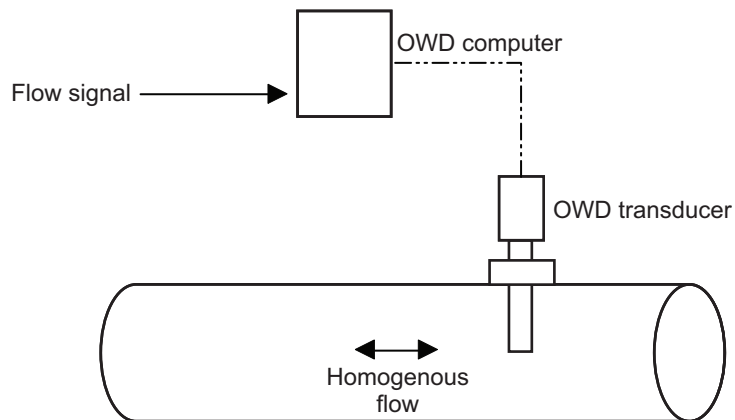 OWD computer
Flow signal
OWD transducer
Homogenous
flow